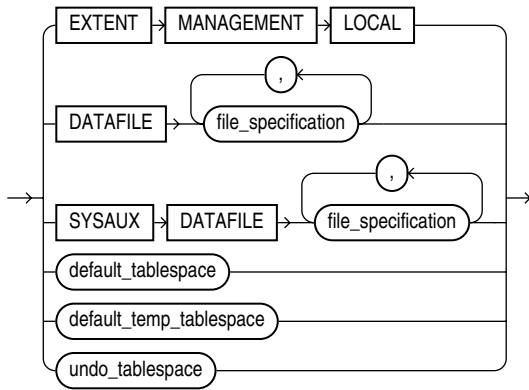 EXTENT MANAGEMENT LOCAL
,
DATAFILE file_specification
,
SYSAUX DATAFILE file_specification
default_tablespace
default_temp_tablespace
undo_tablespace